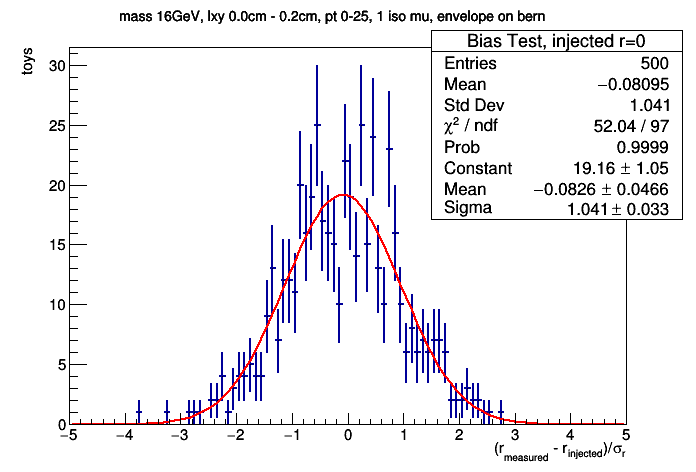 mass 16GeV, lxy 0.0cm - 0.2cm, pt 0-25, 1 iso mu, envelope on bern
Bias Test, injected r=0
Entries 500
Mean −0.08095
Std Dev 1.041
χ² / ndf 52.04 / 97
Prob 0.9999
Constant 19.16 ± 1.05
Mean −0.0826 ± 0.0466
Sigma 1.041 ± 0.033
toys
30
25
20
15
10
5
0
−5 −4 −3 −2 −1 0 1 2 3 4 5
(r_measured - r_injected)/σ_r